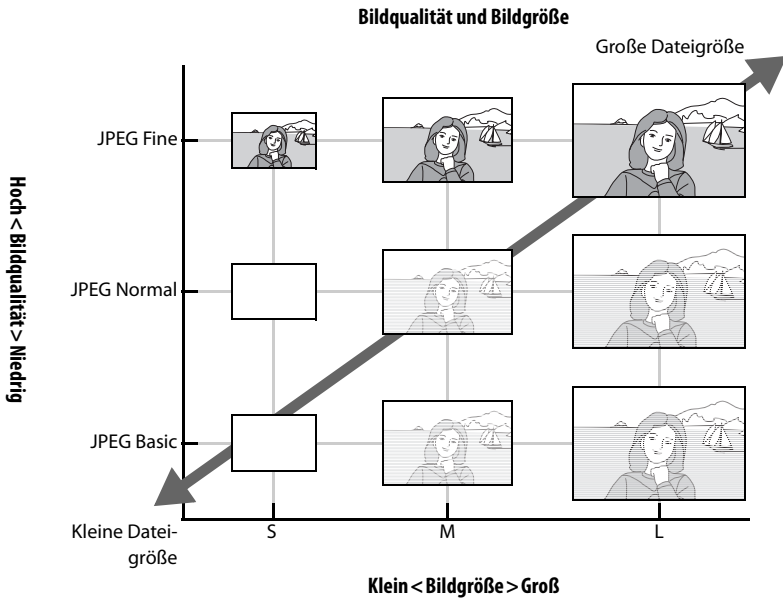 Bildqualität und Bildgröße
Große Dateigröße
JPEG Fine
JPEG Normal
JPEG Basic
Hoch < Bildqualität > Niedrig
Kleine Datei-
größe
S M L
Klein < Bildgröße > Groß